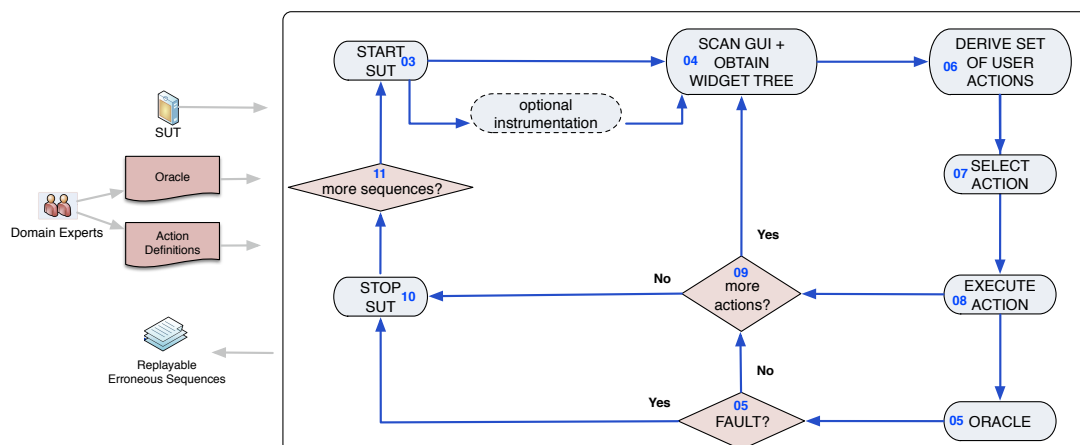 SUT
Oracle
Domain Experts
Action
Definitions
Replayable
Erroneous Sequences
START
SUT 03
optional
instrumentation
SCAN GUI +
04 OBTAIN
WIDGET TREE
DERIVE SET
06 OF USER
ACTIONS
11
more sequences?
07 SELECT
ACTION
Yes
STOP
SUT 10
No
09
more
actions?
EXECUTE
08 ACTION
No
Yes
05
FAULT?
05 ORACLE